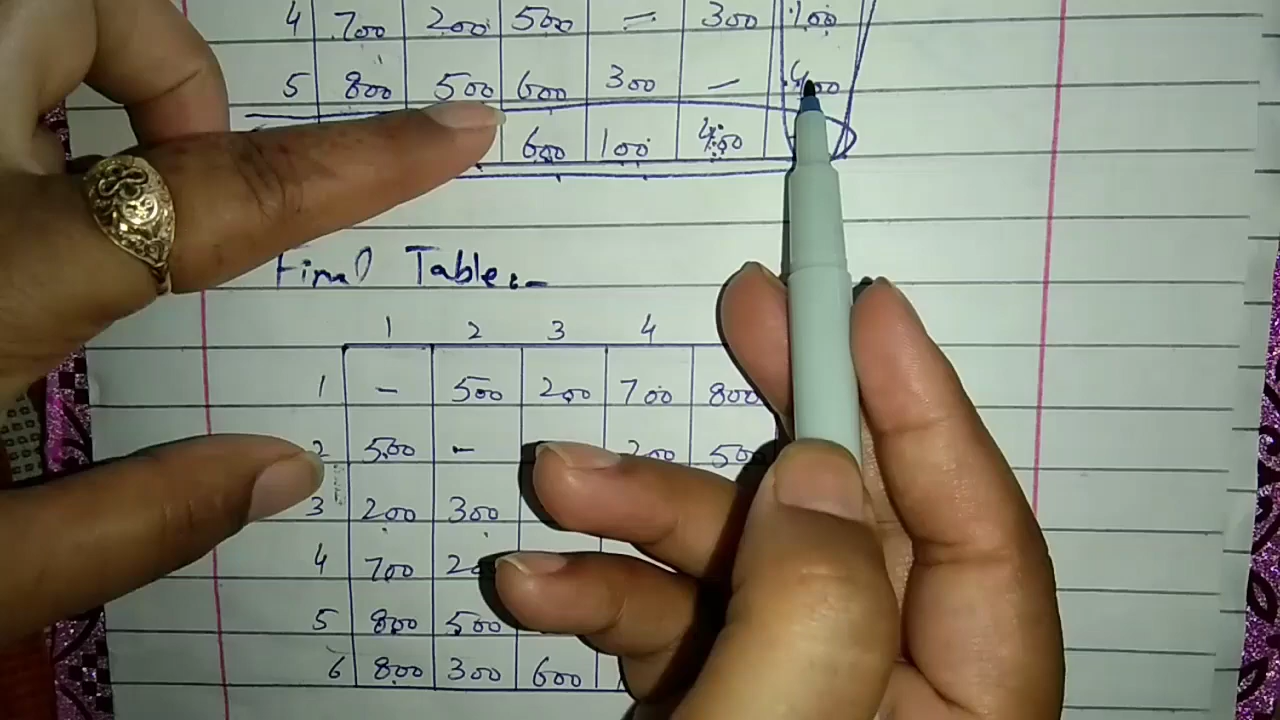 4 700 200 500 = 300 100
5 800 500 600 300 - 400
600 100 400
Final Table:-
1 2 3 4
1 - 500 200 700 800
2 500 - 200 500
3 200 300
4 700
5 800 500
6 800 300 600